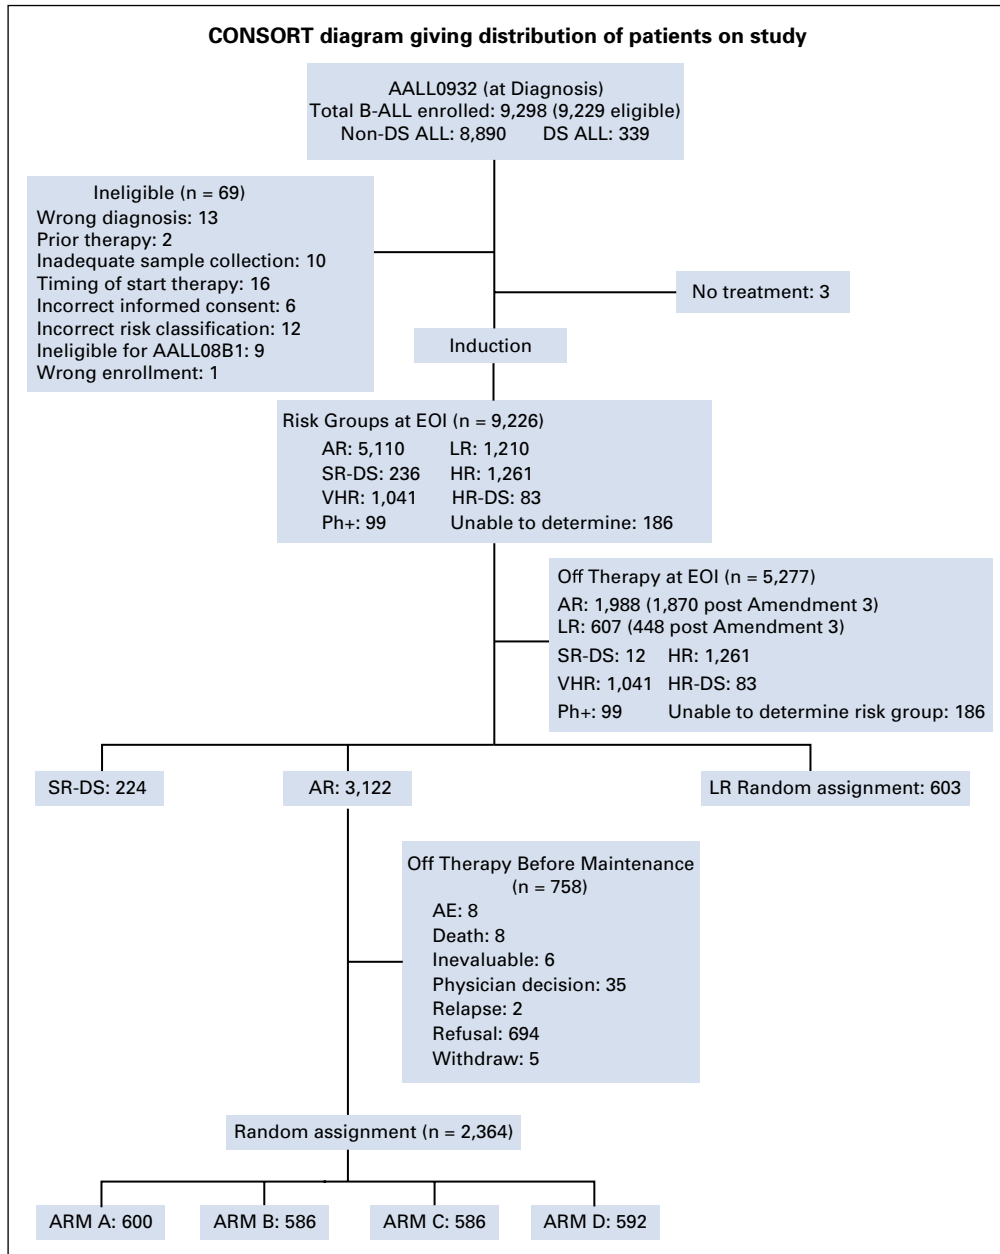 CONSORT diagram giving distribution of patients on study
AALL0932 (at Diagnosis)
Total B-ALL enrolled: 9,298 (9,229 eligible)
Non-DS ALL: 8,890 DS ALL: 339
Ineligible (n = 69)
Wrong diagnosis: 13
Prior therapy: 2
Inadequate sample collection: 10
Timing of start therapy: 16
Incorrect informed consent: 6
Incorrect risk classification: 12
Ineligible for AALL08B1: 9
Wrong enrollment: 1
No treatment: 3
Induction
Risk Groups at EOI (n = 9,226)
AR: 5,110 LR: 1,210
SR-DS: 236 HR: 1,261
VHR: 1,041 HR-DS: 83
Ph+: 99 Unable to determine: 186
Off Therapy at EOI (n = 5,277)
AR: 1,988 (1,870 post Amendment 3)
LR: 607 (448 post Amendment 3)
SR-DS: 12 HR: 1,261
VHR: 1,041 HR-DS: 83
Ph+: 99 Unable to determine risk group: 186
SR-DS: 224
AR: 3,122
LR Random assignment: 603
Off Therapy Before Maintenance
(n = 758)
AE: 8
Death: 8
Inevaluable: 6
Physician decision: 35
Relapse: 2
Refusal: 694
Withdraw: 5
Random assignment (n = 2,364)
ARM A: 600
ARM B: 586
ARM C: 586
ARM D: 592